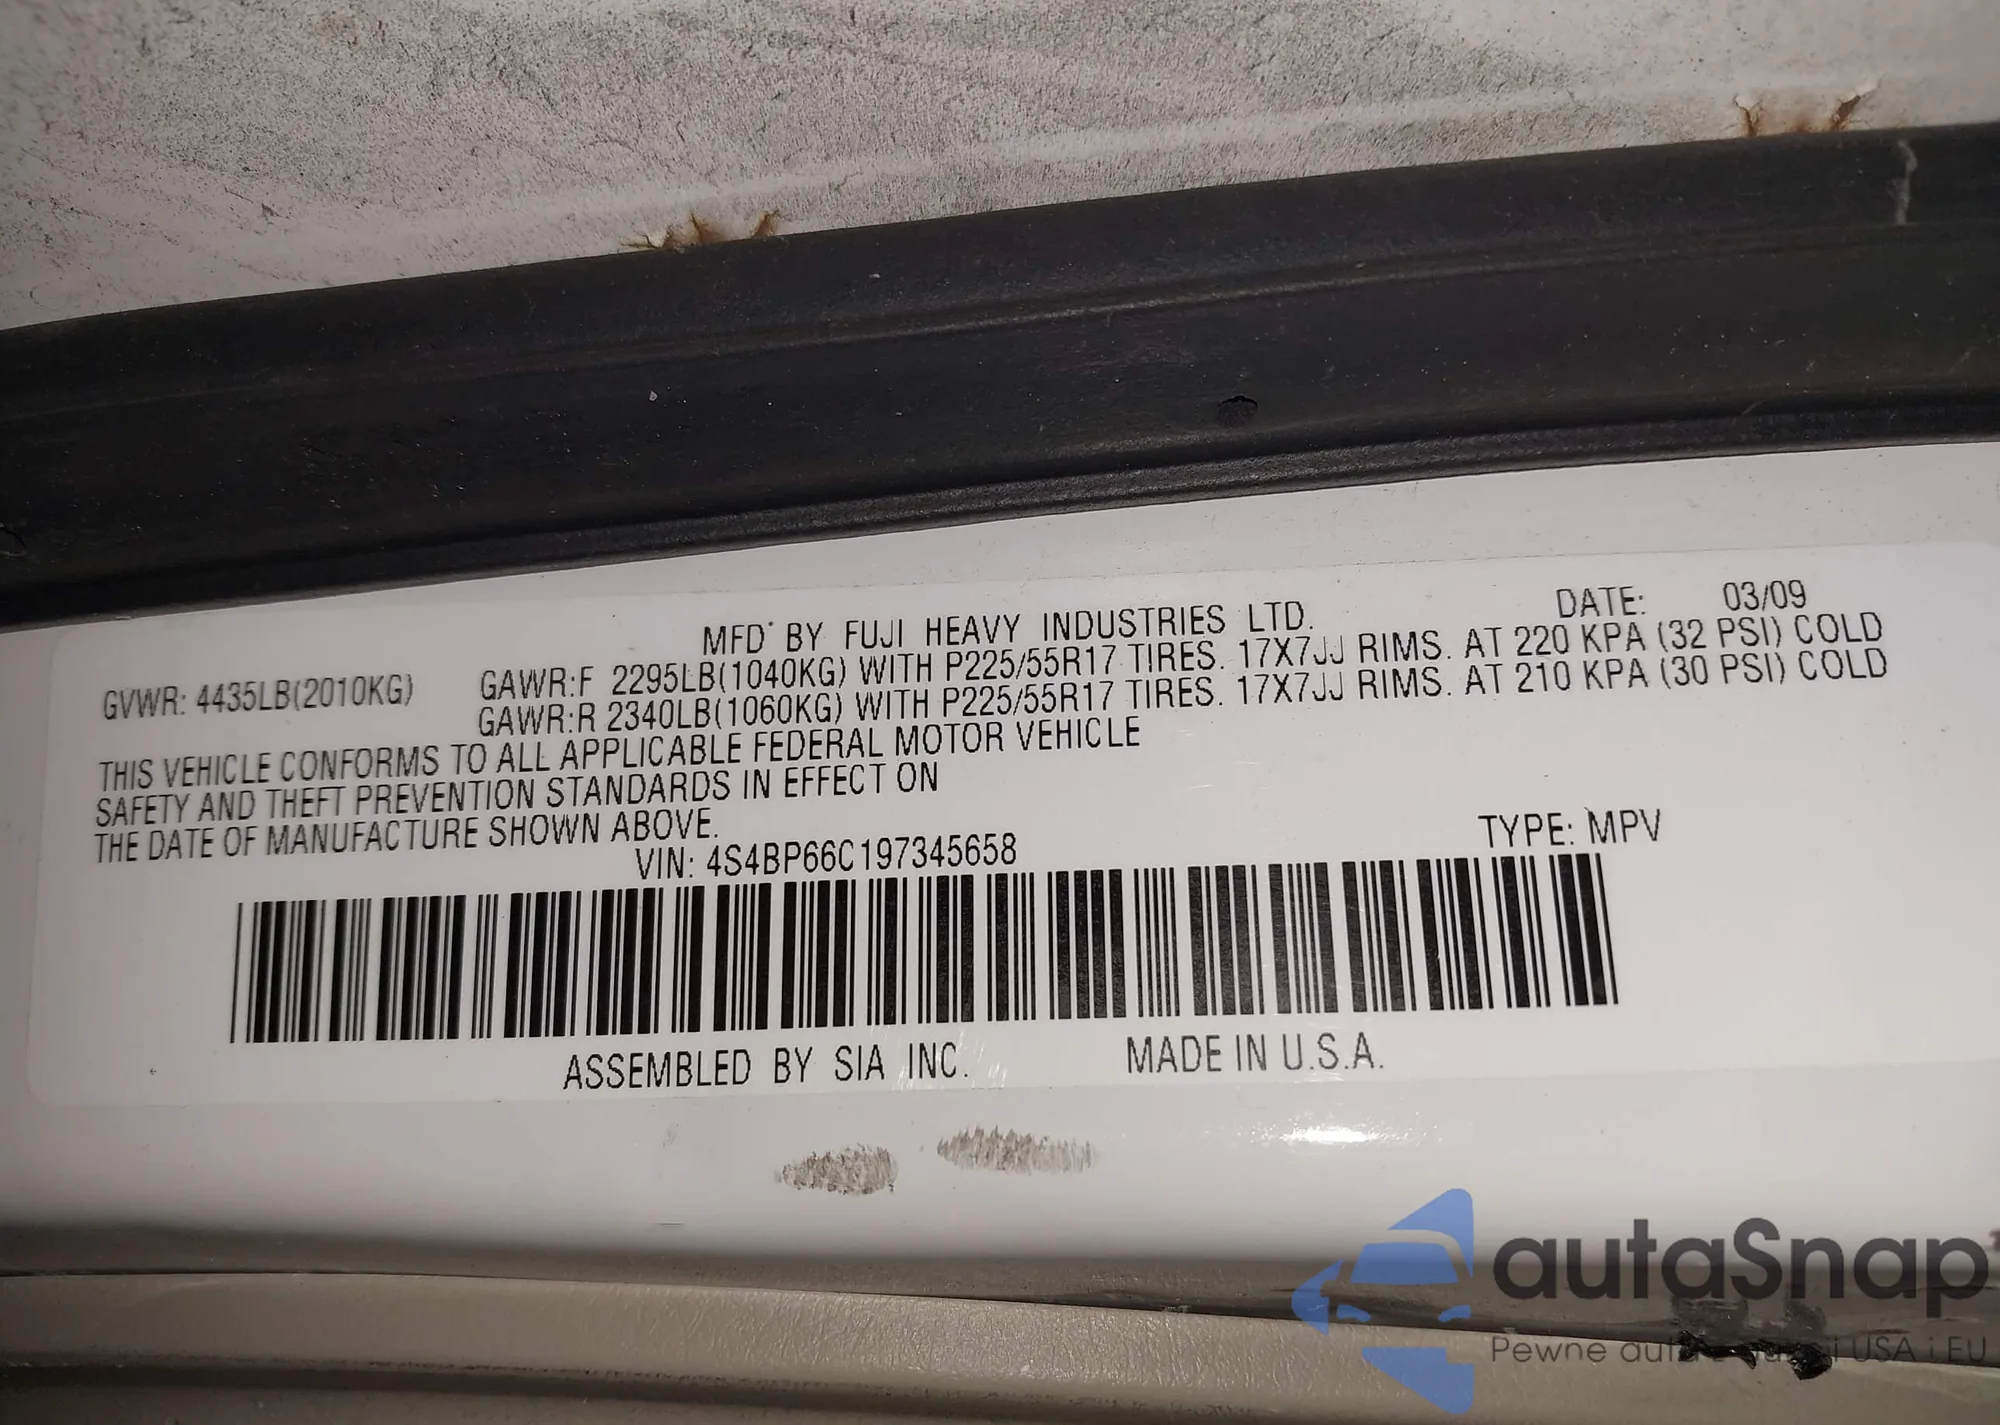 MFD BY FUJI HEAVY INDUSTRIES LTD. DATE: 03/09
GVWR: 4435LB(2010KG) GAWR:F 2295LB(1040KG) WITH P225/55R17 TIRES. 17X7JJ RIMS. AT 220 KPA (32 PSI) COLD
GAWR:R 2340LB(1060KG) WITH P225/55R17 TIRES. 17X7JJ RIMS. AT 210 KPA (30 PSI) COLD
THIS VEHICLE CONFORMS TO ALL APPLICABLE FEDERAL MOTOR VEHICLE
SAFETY AND THEFT PREVENTION STANDARDS IN EFFECT ON
THE DATE OF MANUFACTURE SHOWN ABOVE.
VIN: 4S4BP66C197345658 TYPE: MPV
ASSEMBLED BY SIA INC. MADE IN U.S.A.
autaSnap
Pewne auta USA i EU